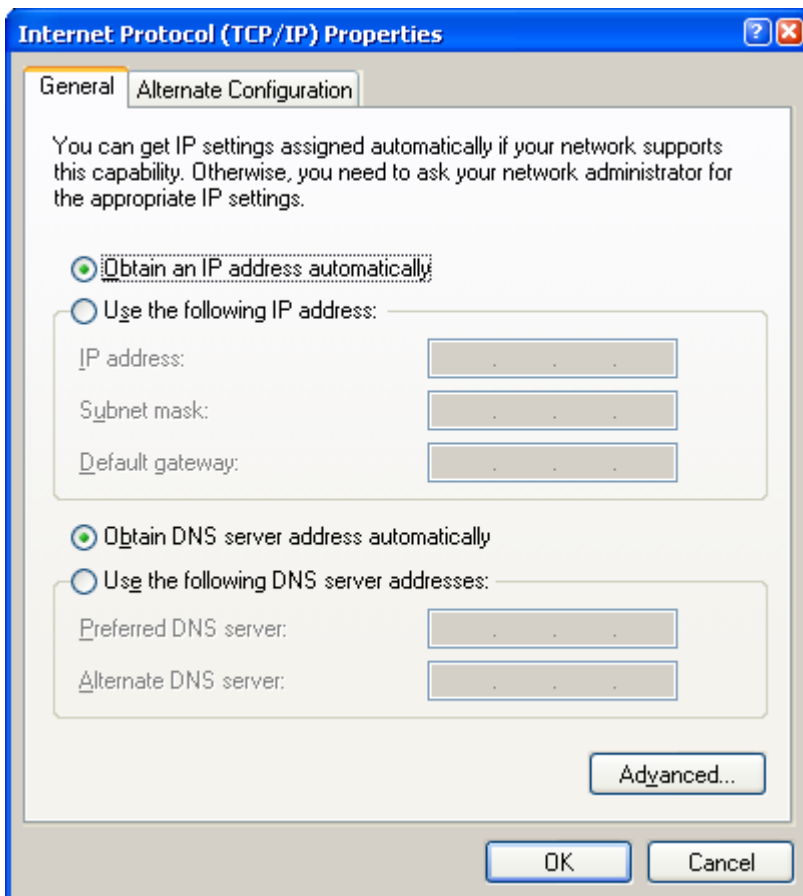 Internet Protocol (TCP/IP) Properties
General
Alternate Configuration
You can get IP settings assigned automatically if your network supports
this capability. Otherwise, you need to ask your network administrator for
the appropriate IP settings.
Obtain an IP address automatically
Use the following IP address:
IP address:
Subnet mask:
Default gateway:
Obtain DNS server address automatically
Use the following DNS server addresses:
Preferred DNS server:
Alternate DNS server:
Advanced...
OK
Cancel